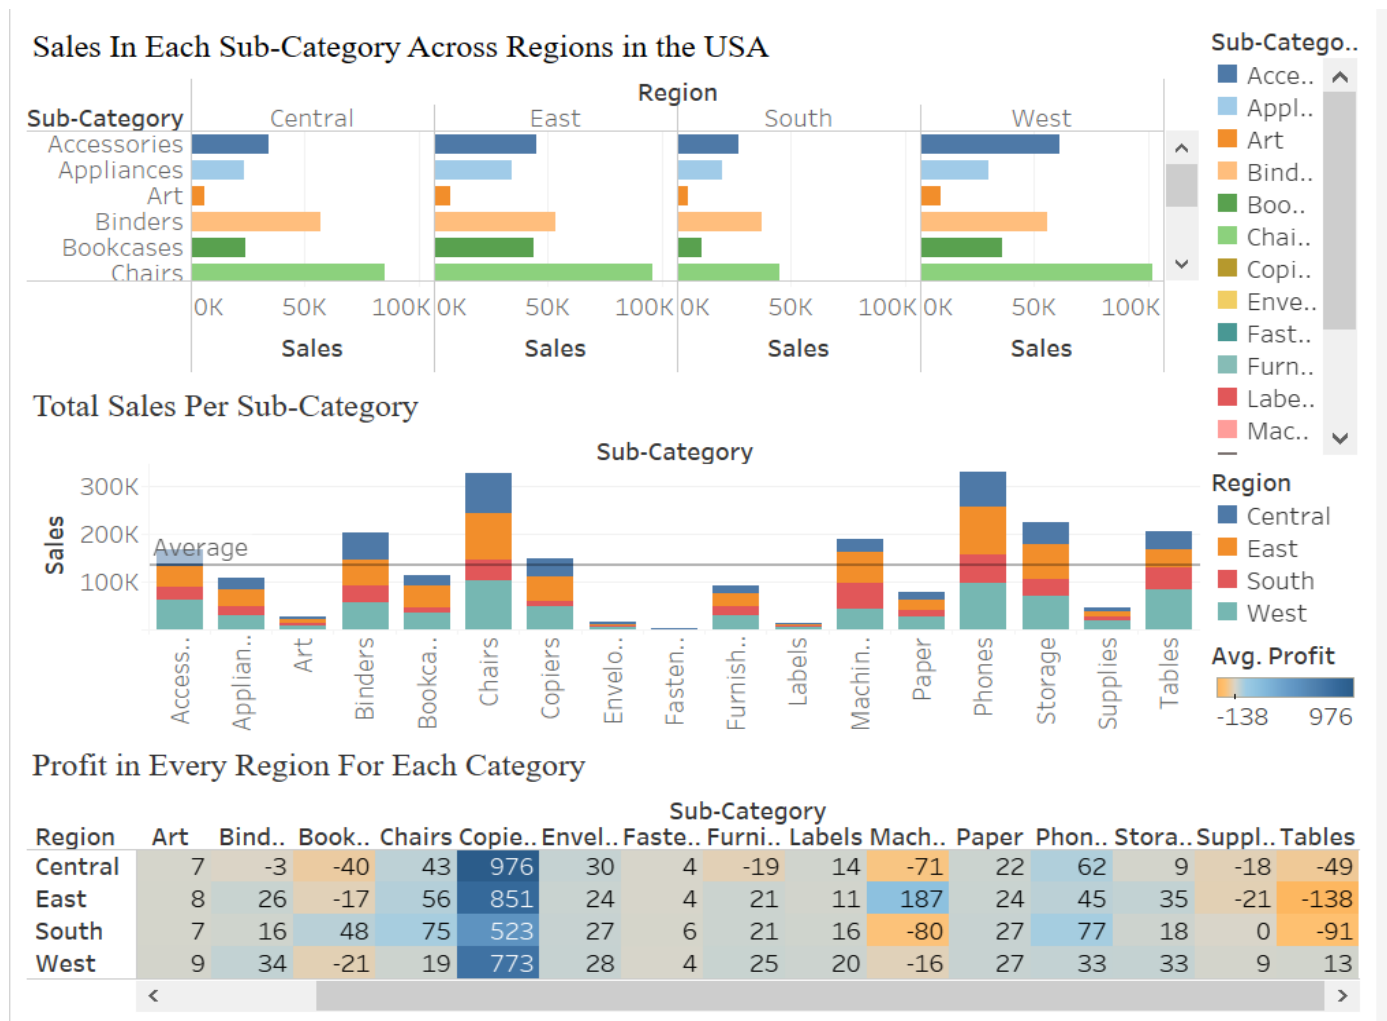 Sales In Each Sub-Category Across Regions in the USA
Region
Sub-Category Central East South West
Accessories
Appliances
Art
Binders
Bookcases
Chairs
0K 50K 100K 0K 50K 100K 0K 50K 100K 0K 50K 100K
Sales Sales Sales Sales
Sub-Catego..
Acce..
Appl..
Art
Bind..
Boo..
Chai..
Copi..
Enve..
Fast..
Furn..
Labe..
Mac..
Total Sales Per Sub-Category
Sub-Category
Sales
300K
200K
100K
Average
Access.. Applian.. Art Binders Bookca.. Chairs Copiers Envelo.. Fasten.. Furnish.. Labels Machin.. Paper Phones Storage Supplies Tables
Region
Central
East
South
West
Avg. Profit
-138 976
Profit in Every Region For Each Category
Sub-Category
Region Art Bind.. Book.. Chairs Copie.. Envel.. Faste.. Furni.. Labels Mach.. Paper Phon.. Stora.. Suppl.. Tables
Central 7 -3 -40 43 976 30 4 -19 14 -71 22 62 9 -18 -49
East 8 26 -17 56 851 24 4 21 11 187 24 45 35 -21 -138
South 7 16 48 75 523 27 6 21 16 -80 27 77 18 0 -91
West 9 34 -21 19 773 28 4 25 20 -16 27 33 33 9 13